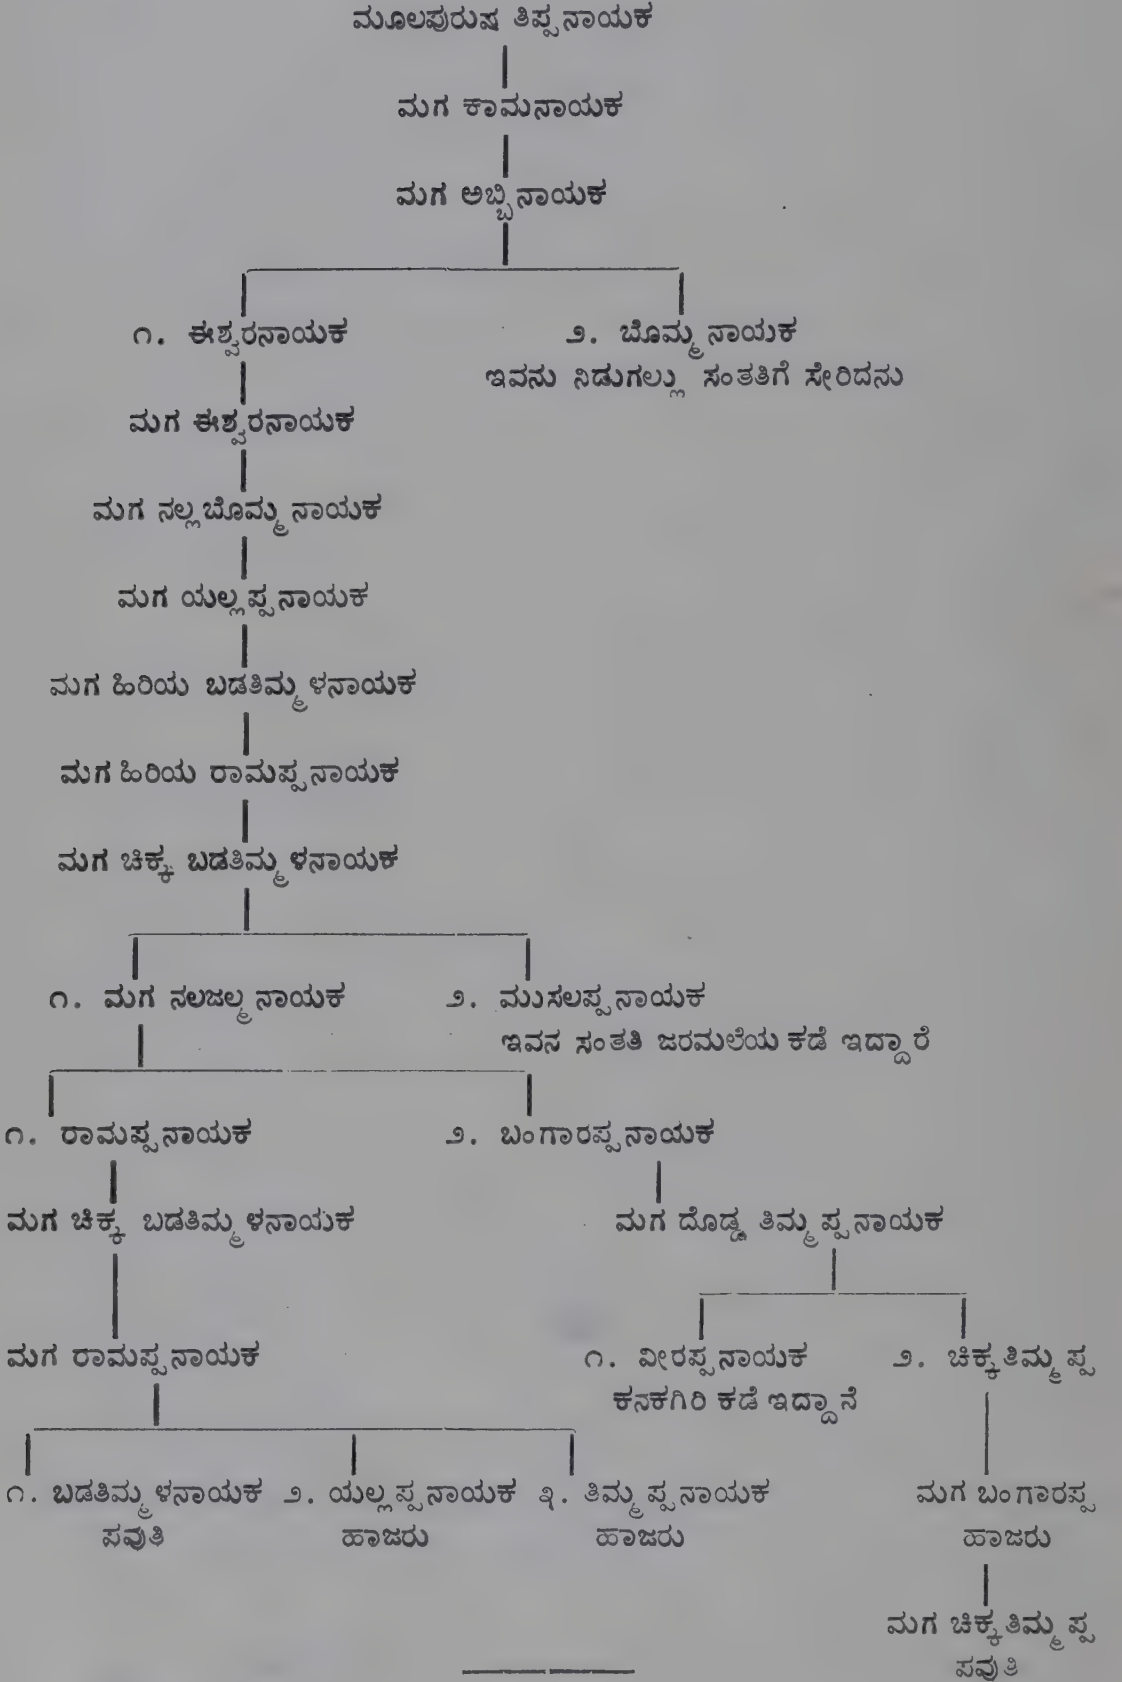 ಮೂಲಪುರುಷ ತಿಪ್ಪನಾಯಕ
ಮಗ ಕಾಮನಾಯಕ
ಮಗ ಅಬ್ಬಿನಾಯಕ
೧. ಈಶ್ವರನಾಯಕ ೨. ಬೊಮ್ಮನಾಯಕ
ಇವನು ನಿಡುಗಲ್ಲು ಸಂತತಿಗೆ ಸೇರಿದನು
ಮಗ ಈಶ್ವರನಾಯಕ
ಮಗ ನಲ್ಲಬೊಮ್ಮನಾಯಕ
ಮಗ ಯಲ್ಲಪ್ಪನಾಯಕ
ಮಗ ಹಿರಿಯ ಬಡತಿಮ್ಮಳನಾಯಕ
ಮಗ ಹಿರಿಯ ರಾಮಪ್ಪನಾಯಕ
ಮಗ ಚಿಕ್ಕ ಬಡತಿಮ್ಮಳನಾಯಕ
೧. ಮಗ ನಲಜಲ್ಮನಾಯಕ ೨. ಮುಸಲಪ್ಪನಾಯಕ
ಇವನ ಸಂತತಿ ಜರಮಲೆಯ ಕಡೆ ಇದ್ದಾರೆ
೧. ರಾಮಪ್ಪನಾಯಕ ೨. ಬಂಗಾರಪ್ಪನಾಯಕ
ಮಗ ಚಿಕ್ಕ ಬಡತಿಮ್ಮಳನಾಯಕ ಮಗ ದೊಡ್ಡ ತಿಮ್ಮಪ್ಪನಾಯಕ
ಮಗ ರಾಮಪ್ಪನಾಯಕ ೧. ವೀರಪ್ಪನಾಯಕ ೨. ಚಿಕ್ಕತಿಮ್ಮಪ್ಪ
ಕನಕಗಿರಿ ಕಡೆ ಇದ್ದಾನೆ
೧. ಬಡತಿಮ್ಮಳನಾಯಕ ೨. ಯಲ್ಲಪ್ಪನಾಯಕ ೩. ತಿಮ್ಮಪ್ಪನಾಯಕ ಮಗ ಬಂಗಾರಪ್ಪ
ಪವುತಿ ಹಾಜರು ಹಾಜರು ಹಾಜರು
ಮಗ ಚಿಕ್ಕತಿಮ್ಮಪ್ಪ
ಪವುತಿ